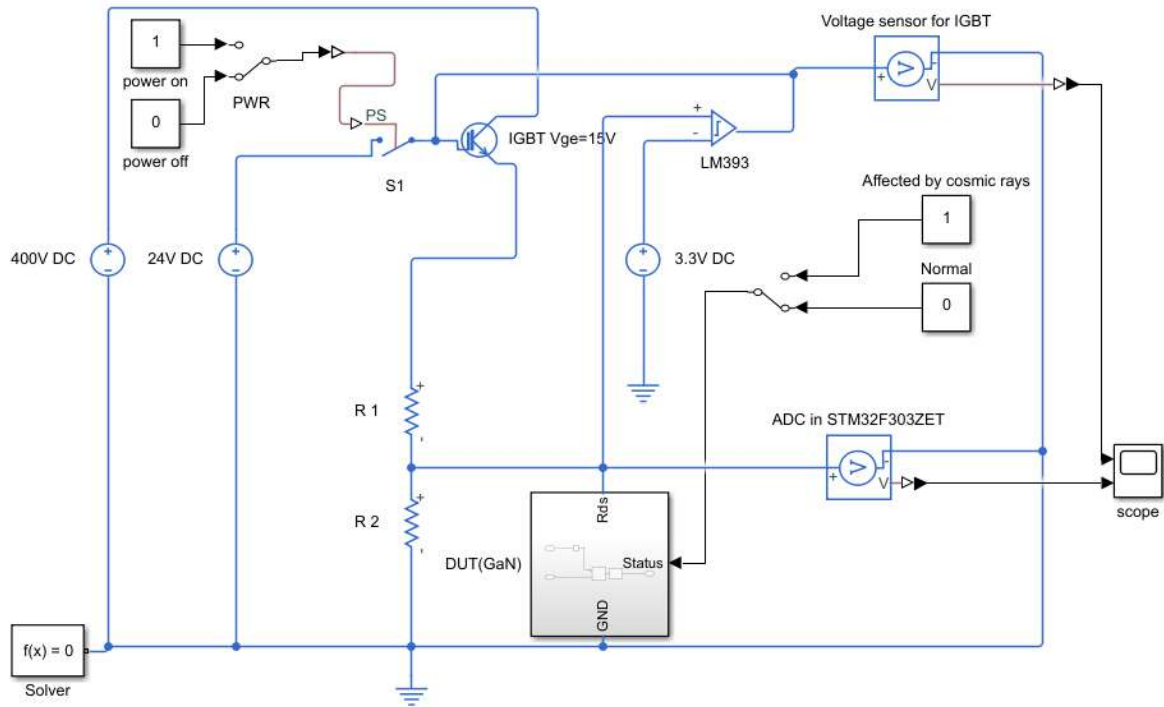 Voltage sensor for IGBT
1
power on
PWR
0
power off
PS
S1
IGBT Vge=15V
+
-
LM393
+
V
-
V
Affected by cosmic rays
1
Normal
0
400V DC
+
-
24V DC
+
-
3.3V DC
+
-
R 1
+
-
R 2
+
-
ADC in STM32F303ZET
+
V
-
V
scope
DUT(GaN)
Rds
Status
GND
f(x) = 0
Solver